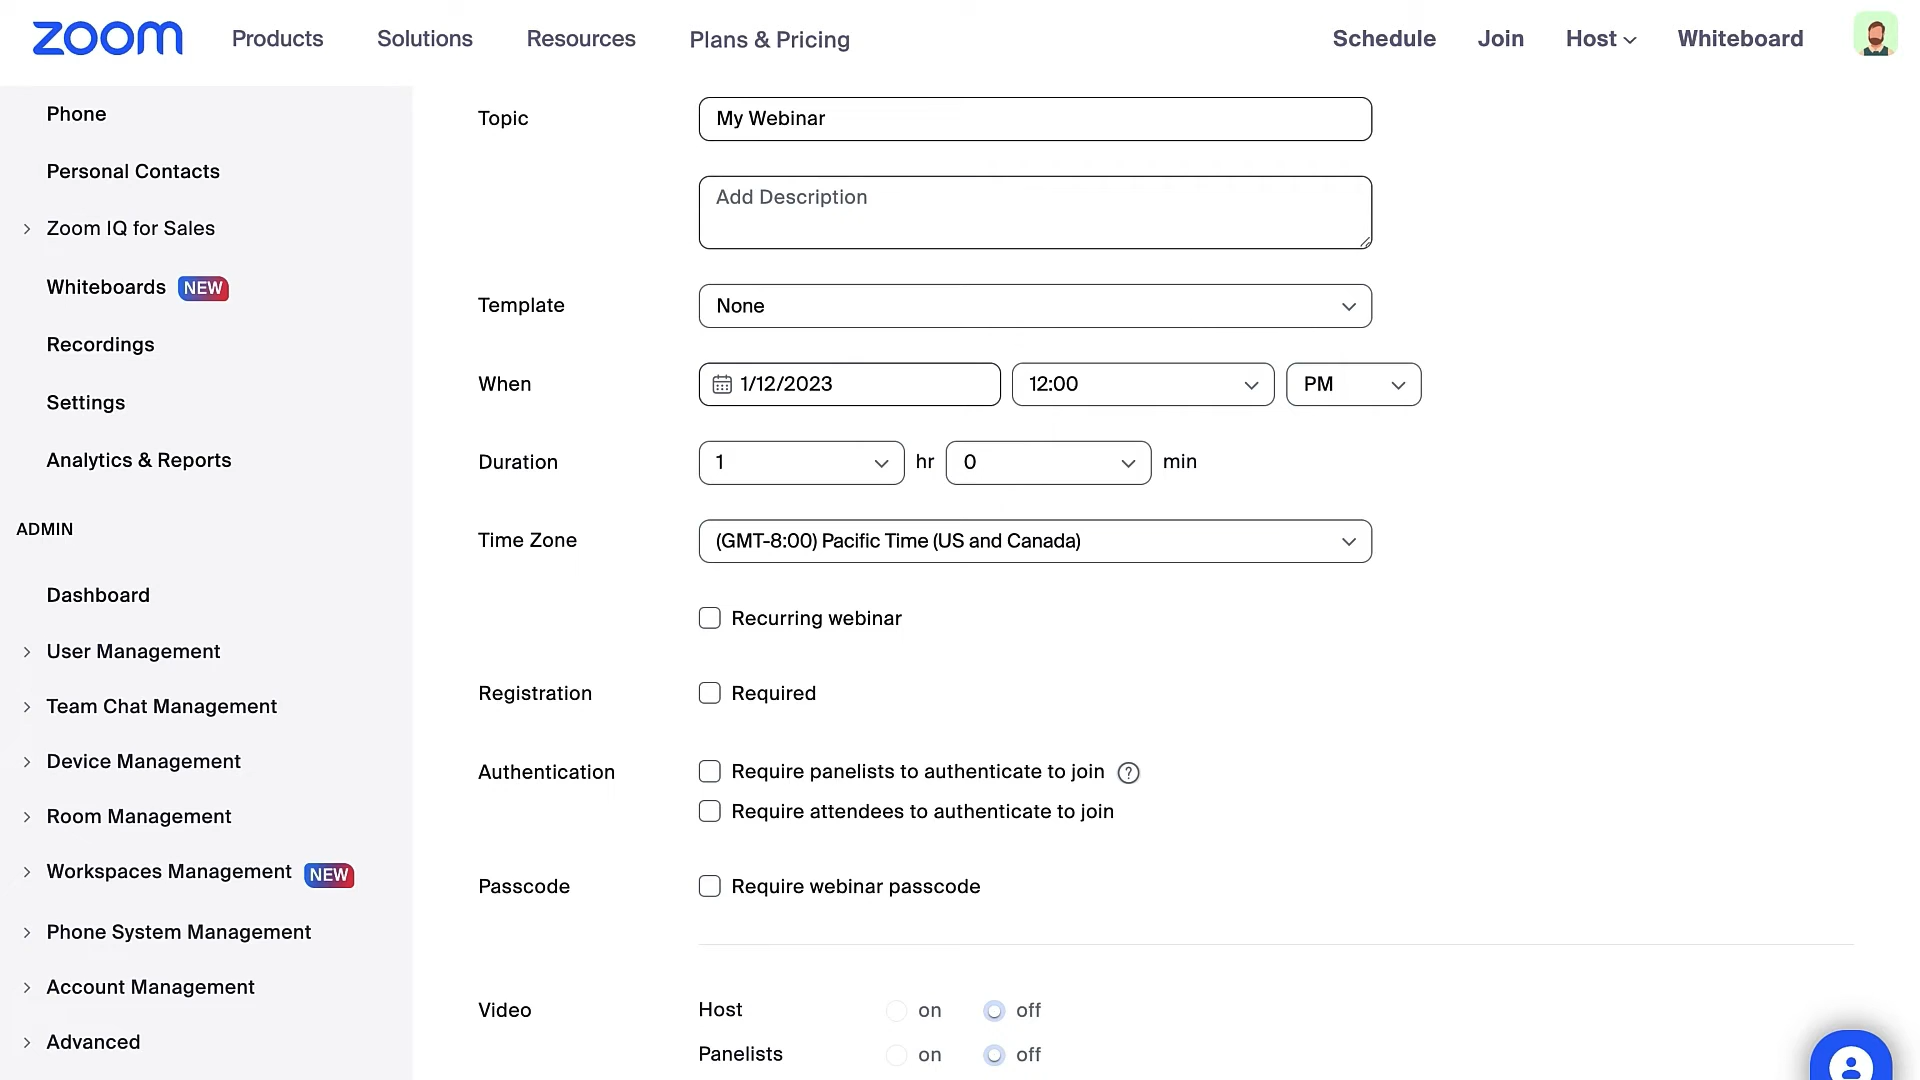 zoom Products Solutions Resources Plans & Pricing Schedule Join Host Whiteboard
Phone
Personal Contacts
Zoom IQ for Sales
Whiteboards NEW
Recordings
Settings
Analytics & Reports
ADMIN
Dashboard
User Management
Team Chat Management
Device Management
Room Management
Workspaces Management NEW
Phone System Management
Account Management
Advanced
Topic My Webinar
Add Description
Template None
When 1/12/2023 12:00 PM
Duration 1 hr 0 min
Time Zone (GMT-8:00) Pacific Time (US and Canada)
Recurring webinar
Registration Required
Authentication Require panelists to authenticate to join ?
Require attendees to authenticate to join
Passcode Require webinar passcode
Video Host on off
Panelists on off